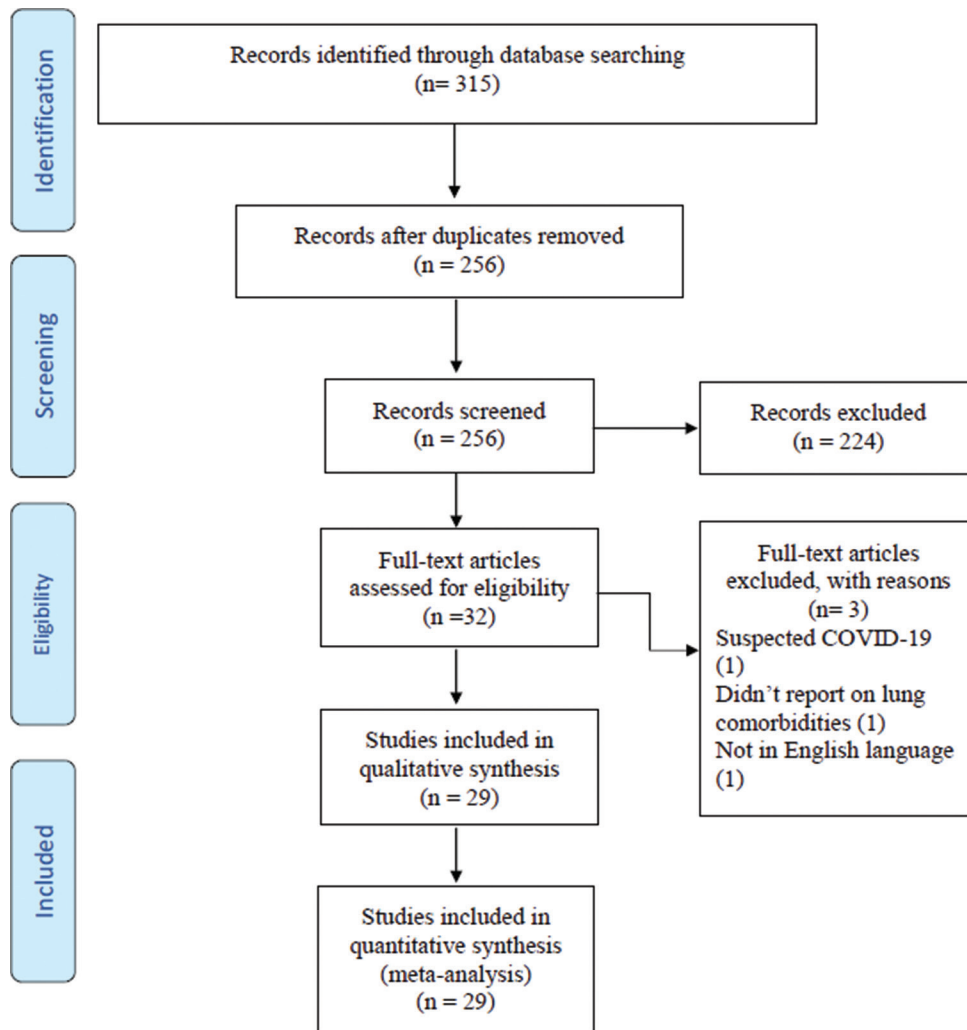 Identification
Records identified through database searching
(n= 315)
Records after duplicates removed
(n = 256)
Screening
Records screened
(n = 256)
Records excluded
(n = 224)
Eligibility
Full-text articles
assessed for eligibility
(n =32)
Full-text articles
excluded, with reasons
(n= 3)
Suspected COVID-19
(1)
Didn’t report on lung
comorbidities (1)
Not in English language
(1)
Studies included in
qualitative synthesis
(n = 29)
Included
Studies included in
quantitative synthesis
(meta-analysis)
(n = 29)